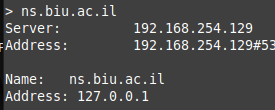 > ns.biu.ac.il
Server: 192.168.254.129
Address: 192.168.254.129#53
Name: ns.biu.ac.il
Address: 127.0.0.1